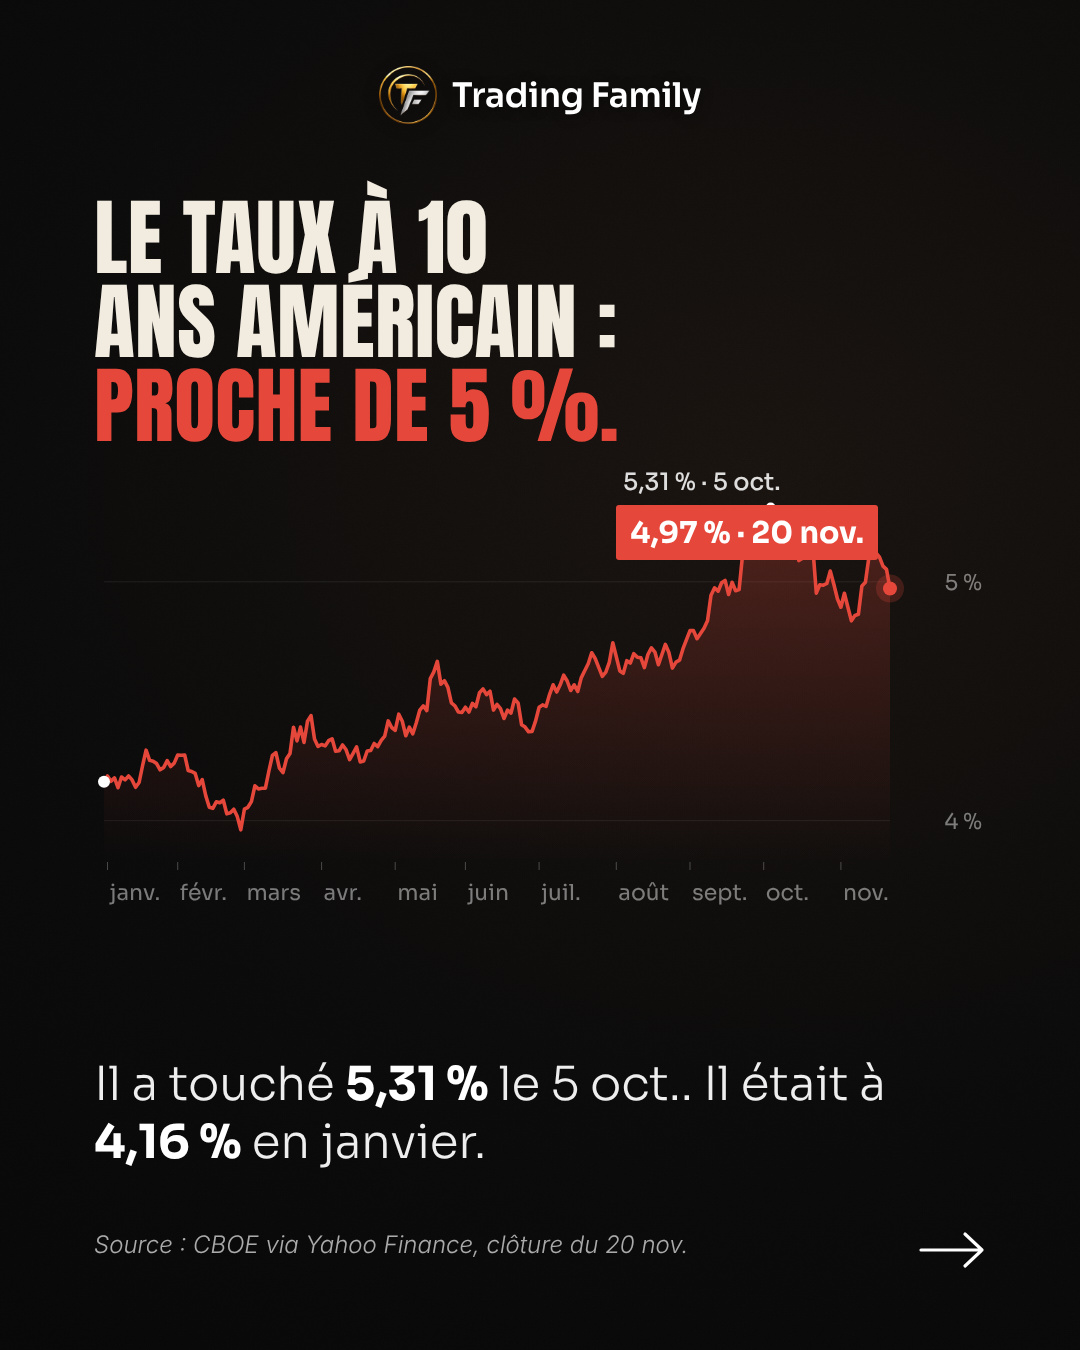 TF
Trading Family
LE TAUX À 10
ANS AMÉRICAIN :
PROCHE DE 5 %.
5,31 % · 5 oct.
4,97 % · 20 nov.
5 %
4 %
janv. févr. mars avr. mai juin juil. août sept. oct. nov.
Il a touché 5,31 % le 5 oct.. Il était à
4,16 % en janvier.
Source : CBOE via Yahoo Finance, clôture du 20 nov.